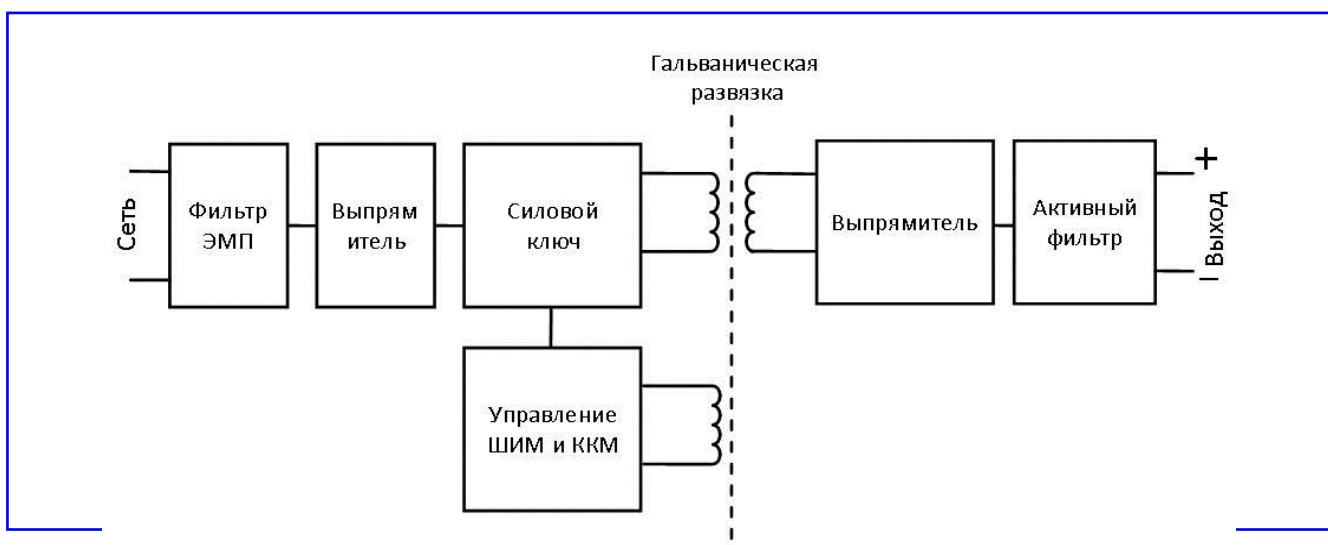 Гальваническая
развязка
Сеть
Фильтр
ЭМП
Выпрям
итель
Силовой
ключ
Выпрямитель
Активный
фильтр
+
Выход
−
Управление
ШИМ и ККМ